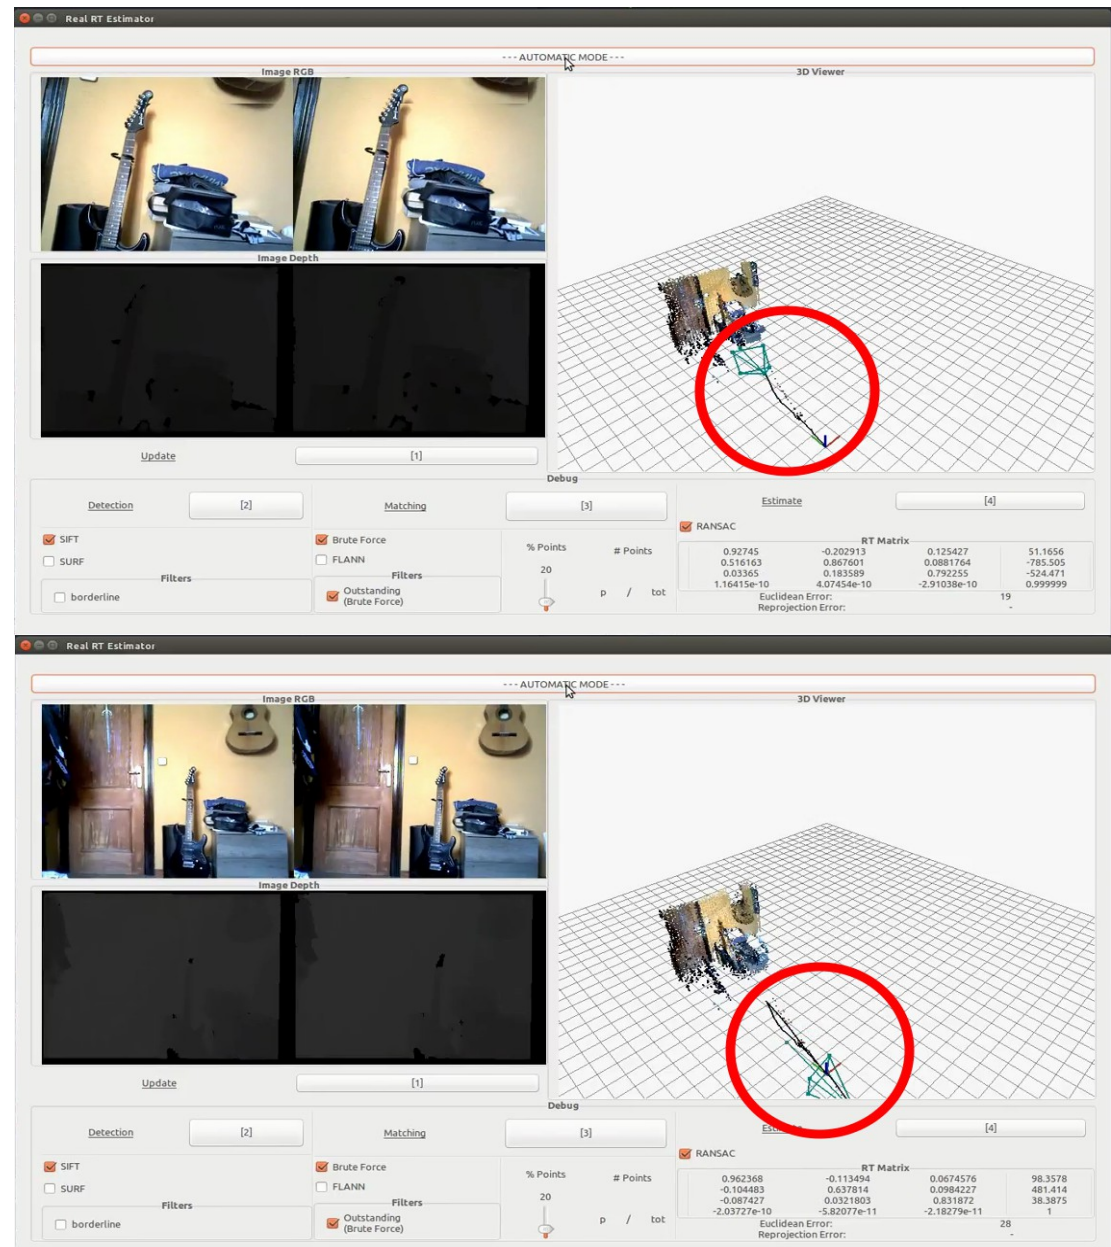 Real RT Estimator
--- AUTOMATIC MODE ---
Image RGB
3D Viewer
Image Depth
Update
[1]
Debug
Detection
[2]
Matching
[3]
Estimate
[4]
SIFT
SURF
Filters
borderline
Brute Force
FLANN
Filters
Outstanding
(Brute Force)
% Points
# Points
20
p / tot
RANSAC
RT Matrix
0.92745 -0.202913 0.125427 51.1656
0.516163 0.867601 0.0881764 -785.505
0.03365 0.183589 0.792255 -524.471
1.16415e-10 4.07454e-10 -2.91038e-10 0.999999
Euclidean Error: 19
Reprojection Error: -
Real RT Estimator
--- AUTOMATIC MODE ---
Image RGB
3D Viewer
Image Depth
Update
[1]
Debug
Detection
[2]
Matching
[3]
[4]
SIFT
SURF
Filters
borderline
Brute Force
FLANN
Filters
Outstanding
(Brute Force)
% Points
# Points
20
p / tot
RANSAC
RT Matrix
0.962368 -0.113494 0.0674576 98.3578
-0.104483 0.637814 0.0984227 481.414
-0.087427 0.0321803 0.831872 38.3875
-2.03727e-10 -5.82077e-11 -2.18279e-11 1
Euclidean Error: 28
Reprojection Error: -